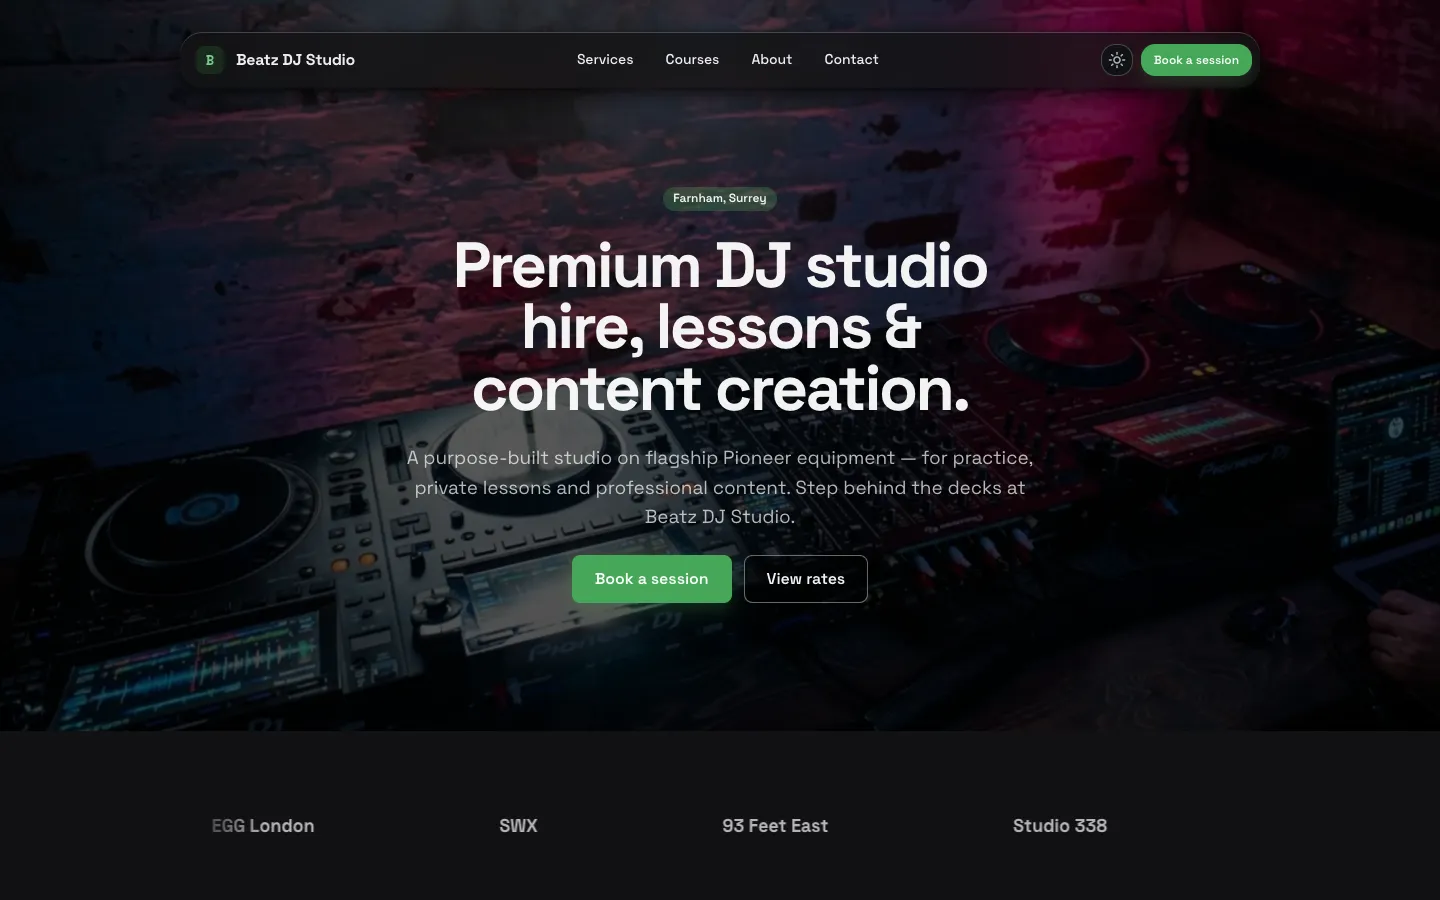 B
Beatz DJ Studio
Services
Courses
About
Contact
Book a session
Farnham, Surrey
Premium DJ studio
hire, lessons &
content creation.
A purpose-built studio on flagship Pioneer equipment — for practice,
private lessons and professional content. Step behind the decks at
Beatz DJ Studio.
Book a session
View rates
Pioneer DJ
EGG London
SWX
93 Feet East
Studio 338